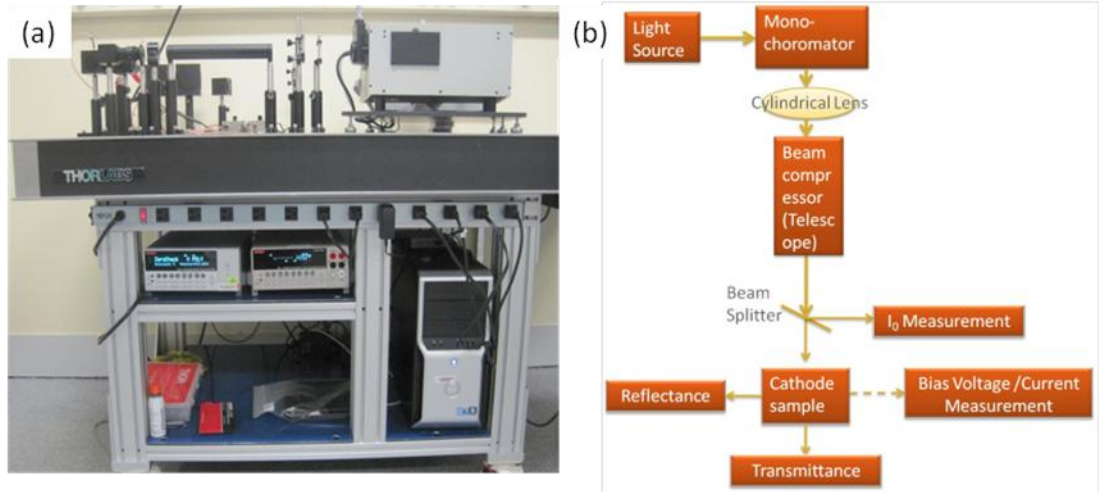 (a)
THORLABS
(b)
Light
Source
Mono-
choromator
Cylindrical Lens
Beam
compr
essor
(Telesc
ope)
Beam
Splitter
I₀ Measurement
Reflectance
Cathode
sample
Bias Voltage /Current
Measurement
Transmittance